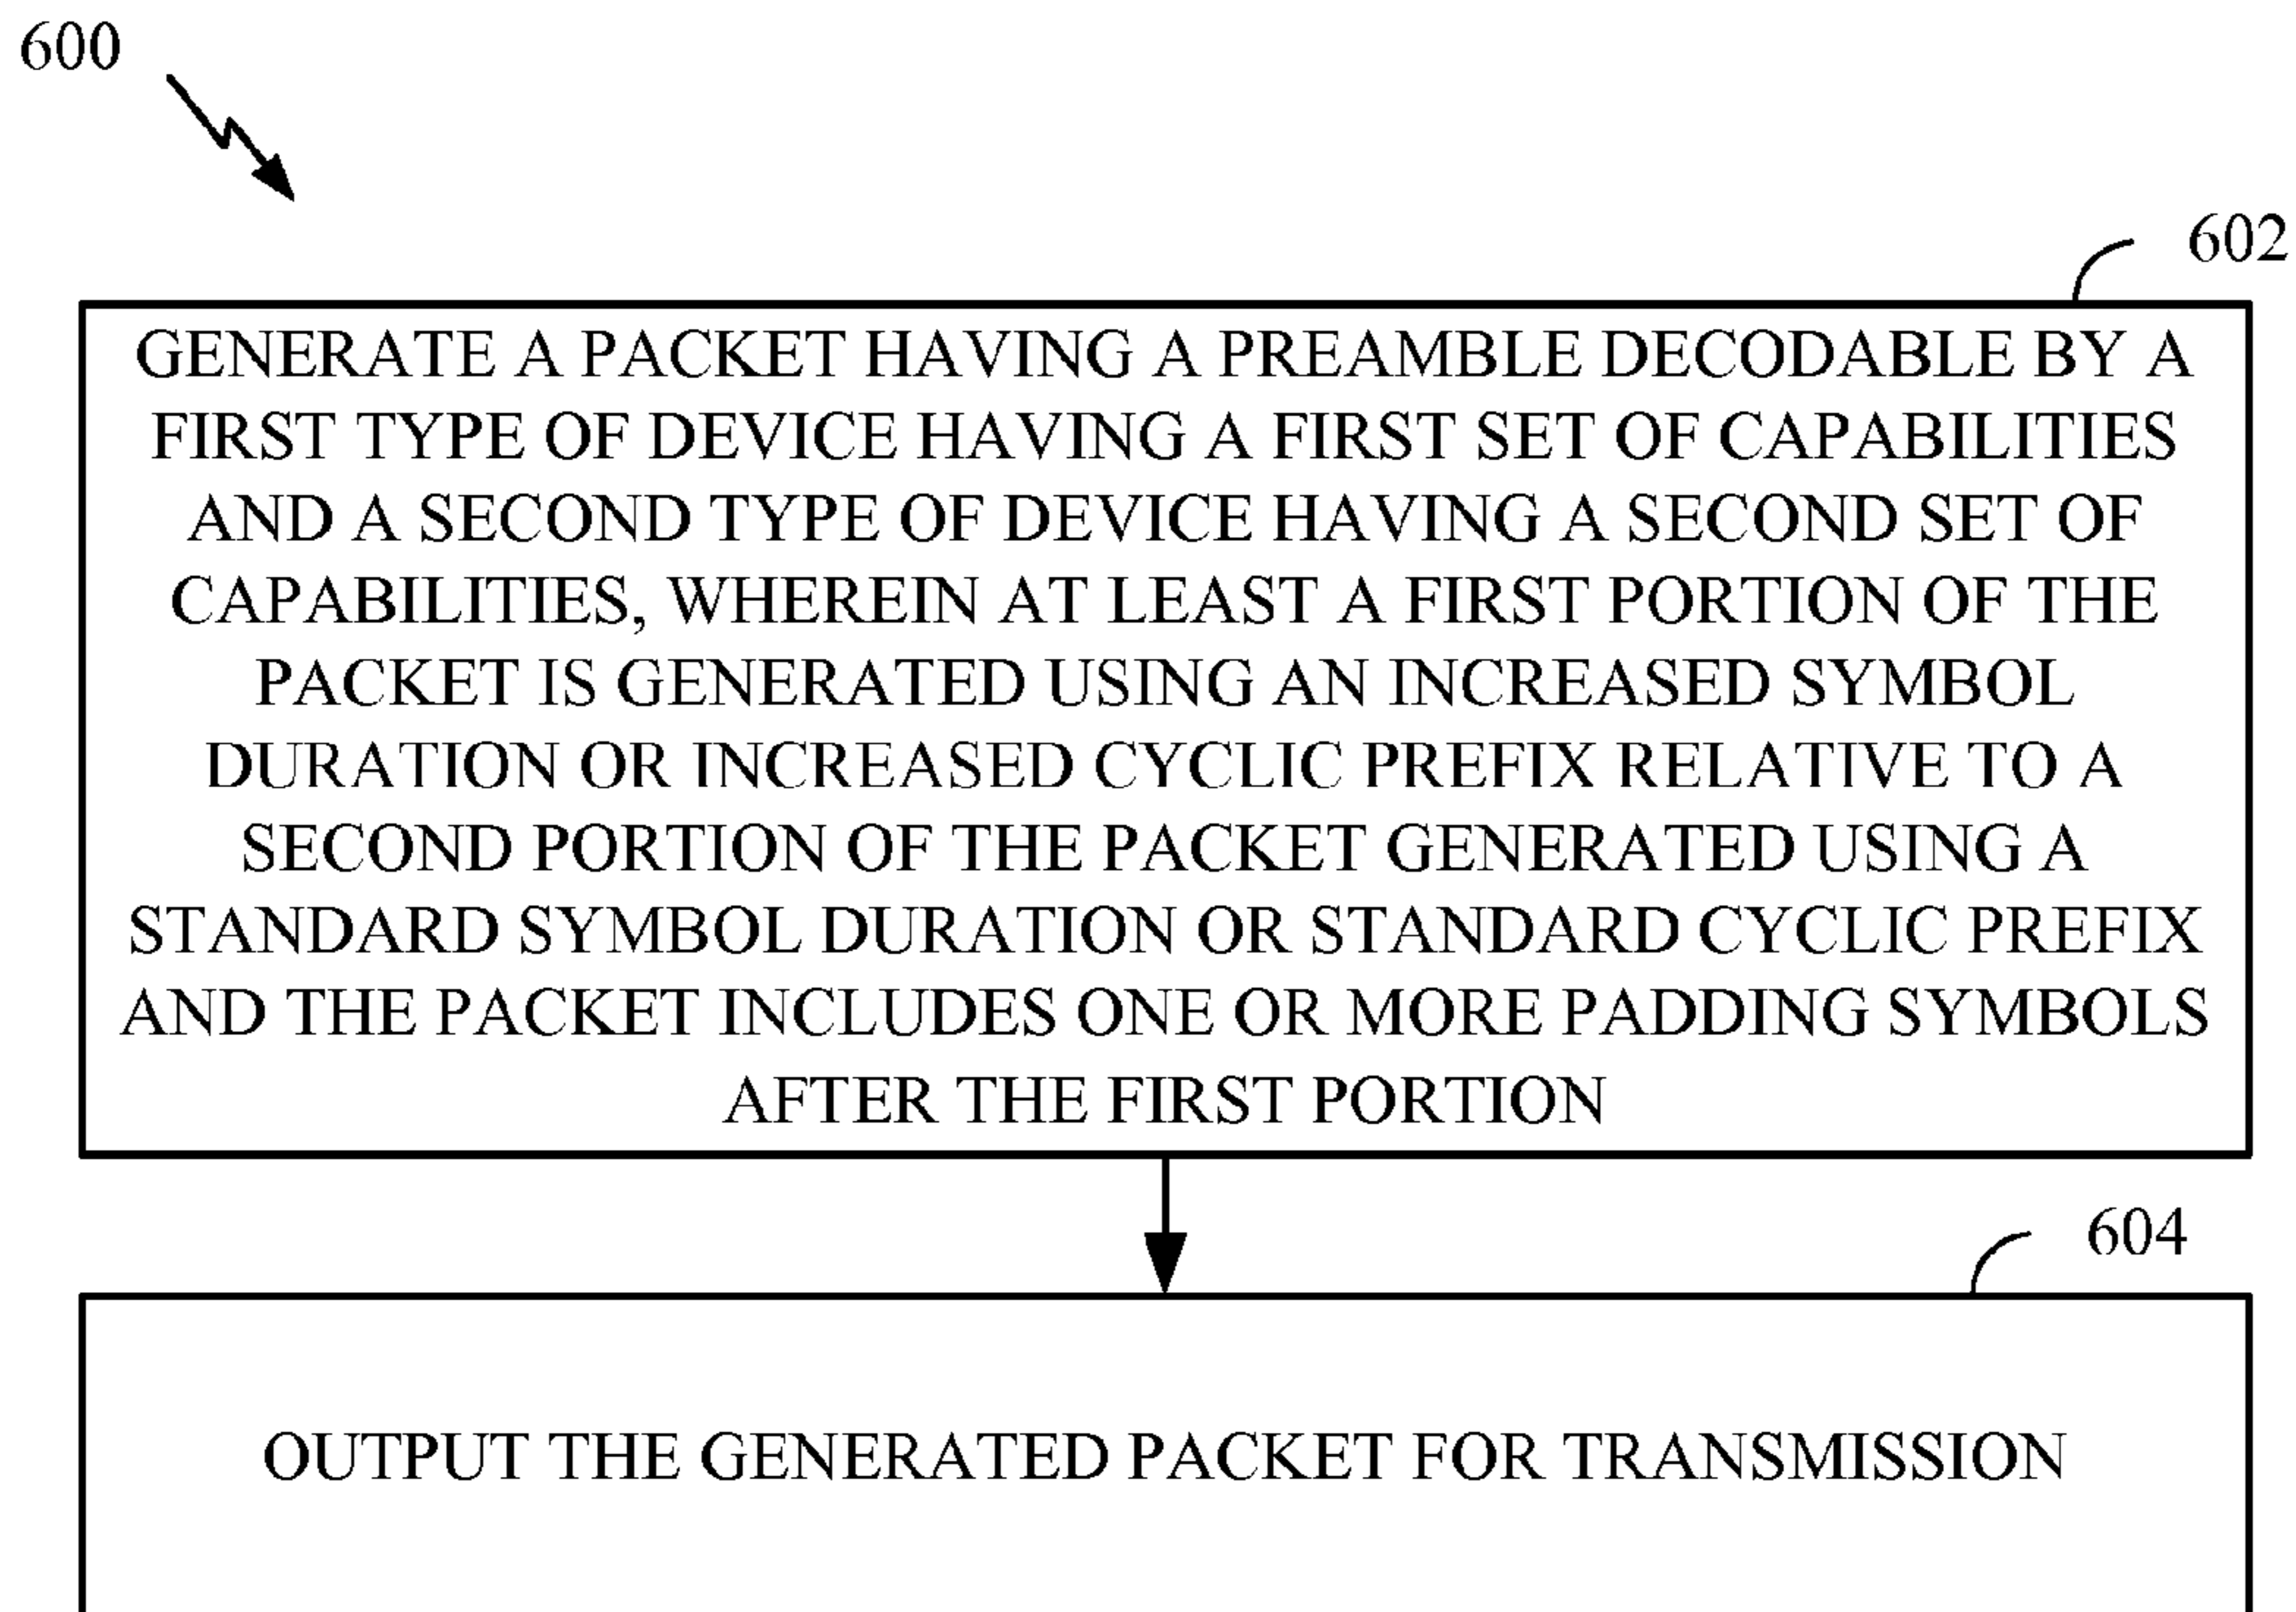 600
602
GENERATE A PACKET HAVING A PREAMBLE DECODABLE BY A
FIRST TYPE OF DEVICE HAVING A FIRST SET OF CAPABILITIES
AND A SECOND TYPE OF DEVICE HAVING A SECOND SET OF
CAPABILITIES, WHEREIN AT LEAST A FIRST PORTION OF THE
PACKET IS GENERATED USING AN INCREASED SYMBOL
DURATION OR INCREASED CYCLIC PREFIX RELATIVE TO A
SECOND PORTION OF THE PACKET GENERATED USING A
STANDARD SYMBOL DURATION OR STANDARD CYCLIC PREFIX
AND THE PACKET INCLUDES ONE OR MORE PADDING SYMBOLS
AFTER THE FIRST PORTION
604
OUTPUT THE GENERATED PACKET FOR TRANSMISSION